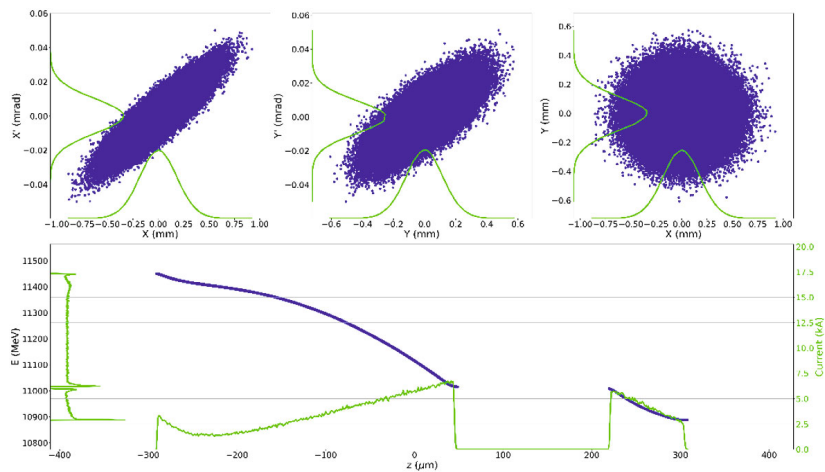 0.06
0.04
0.02
0.00
−0.02
−0.04
X' (mrad)
−1.00 −0.75 −0.50 −0.25 0.00 0.25 0.50 0.75 1.00
X (mm)
0.06
0.04
0.02
0.00
−0.02
−0.04
Y' (mrad)
−0.6 −0.4 −0.2 0.0 0.2 0.4 0.6
Y (mm)
0.6
0.4
0.2
0.0
−0.2
−0.4
−0.6
Y (mm)
−1.00 −0.75 −0.50 −0.25 0.00 0.25 0.50 0.75 1.00
X (mm)
11500
11400
11300
11200
11100
11000
10900
10800
E (MeV)
20.0
17.5
15.0
12.5
10.0
7.5
5.0
2.5
0.0
Current (kA)
−400 −300 −200 −100 0 100 200 300 400
z (μm)